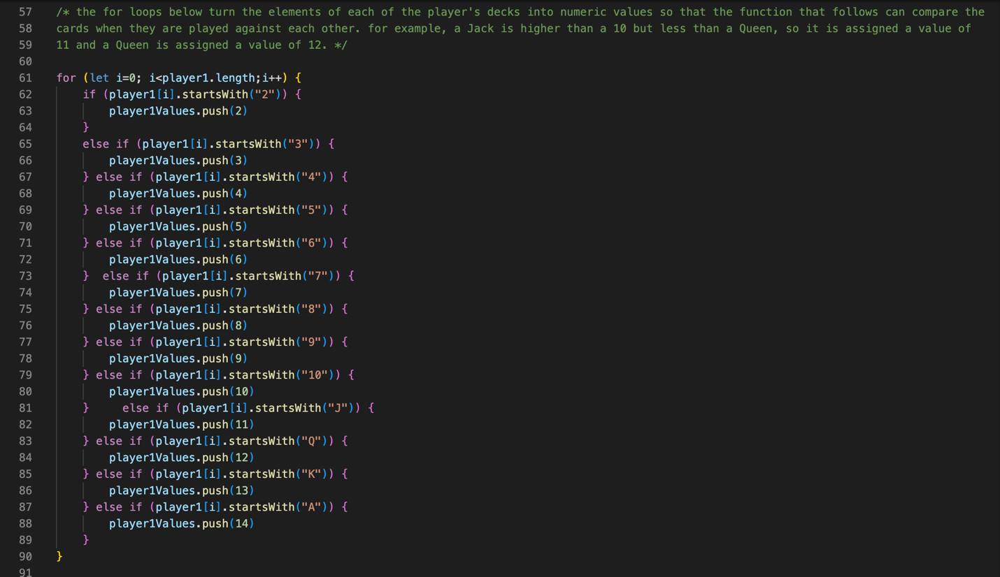 57 /* the for loops below turn the elements of each of the player's decks into numeric values so that the function that follows can compare the
58 cards when they are played against each other. for example, a Jack is higher than a 10 but less than a Queen, so it is assigned a value of
59 11 and a Queen is assigned a value of 12. */
60
61 for (let i=0; i<player1.length;i++) {
62     if (player1[i].startsWith("2")) {
63         player1Values.push(2)
64     }
65     else if (player1[i].startsWith("3")) {
66         player1Values.push(3)
67     } else if (player1[i].startsWith("4")) {
68         player1Values.push(4)
69     } else if (player1[i].startsWith("5")) {
70         player1Values.push(5)
71     } else if (player1[i].startsWith("6")) {
72         player1Values.push(6)
73     }  else if (player1[i].startsWith("7")) {
74         player1Values.push(7)
75     } else if (player1[i].startsWith("8")) {
76         player1Values.push(8)
77     } else if (player1[i].startsWith("9")) {
78         player1Values.push(9)
79     } else if (player1[i].startsWith("10")) {
80         player1Values.push(10)
81     }     else if (player1[i].startsWith("J")) {
82         player1Values.push(11)
83     } else if (player1[i].startsWith("Q")) {
84         player1Values.push(12)
85     } else if (player1[i].startsWith("K")) {
86         player1Values.push(13)
87     } else if (player1[i].startsWith("A")) {
88         player1Values.push(14)
89     }
90 }
91